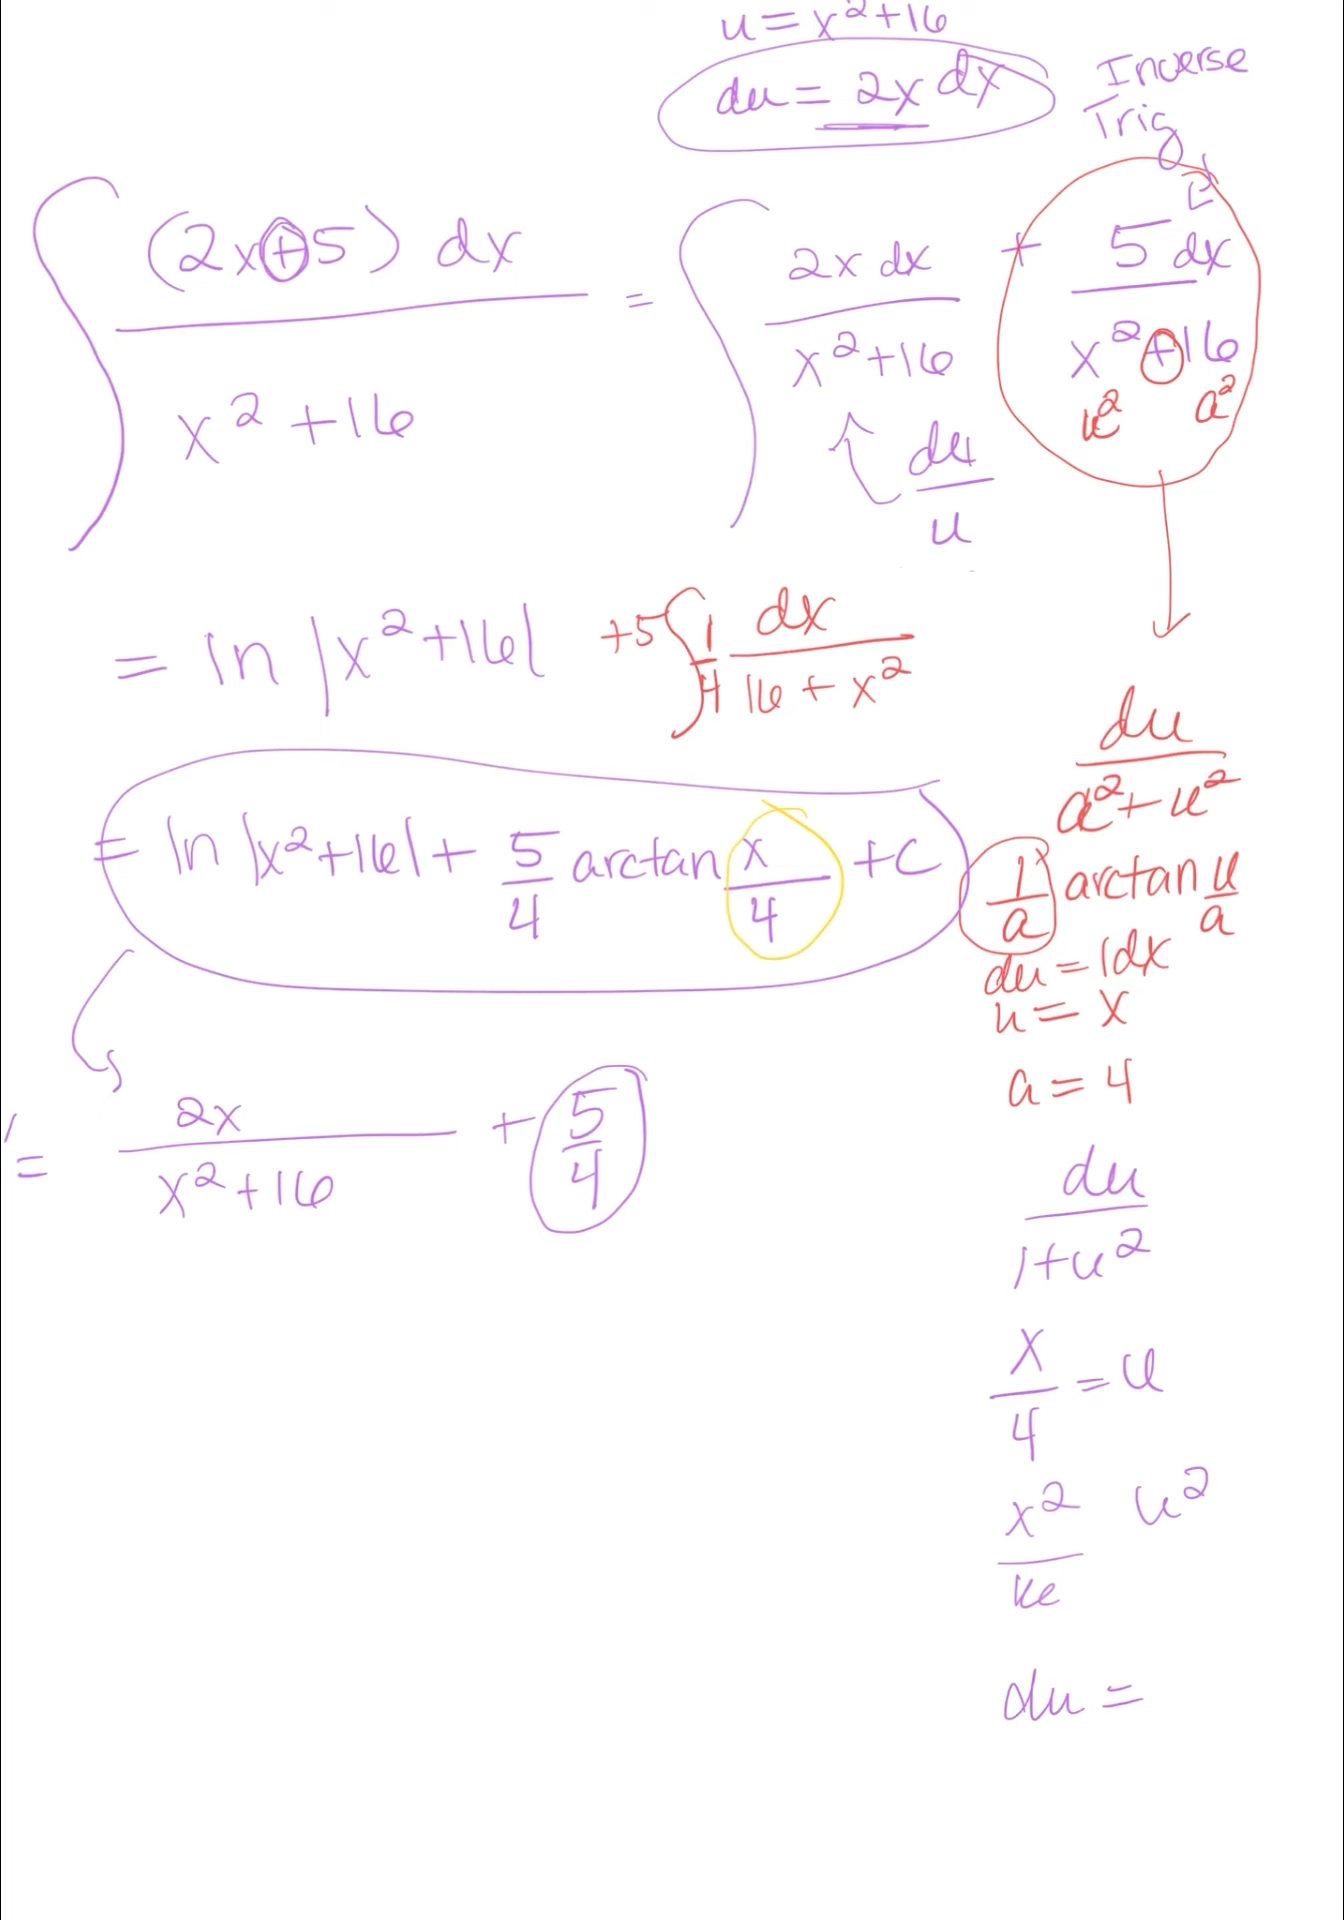 u = x²+16
du = 2x dx
Inverse
Trig
∫ (2x+5) dx / x² + 16 = ∫ 2x dx / x²+16 + 5 dx / x²+16
u² a²
du / u
= ln |x²+16| +5 ∫ 1/4 dx / 16 + x²
du / a²+u²
= ln |x²+16| + 5/4 arctan x/4 + C
1/a arctan u/a
du = 1dx
u = x
a = 4
' = 2x / x²+16 + 5/4
du / 1+u²
x/4 = u
x² u²
du =